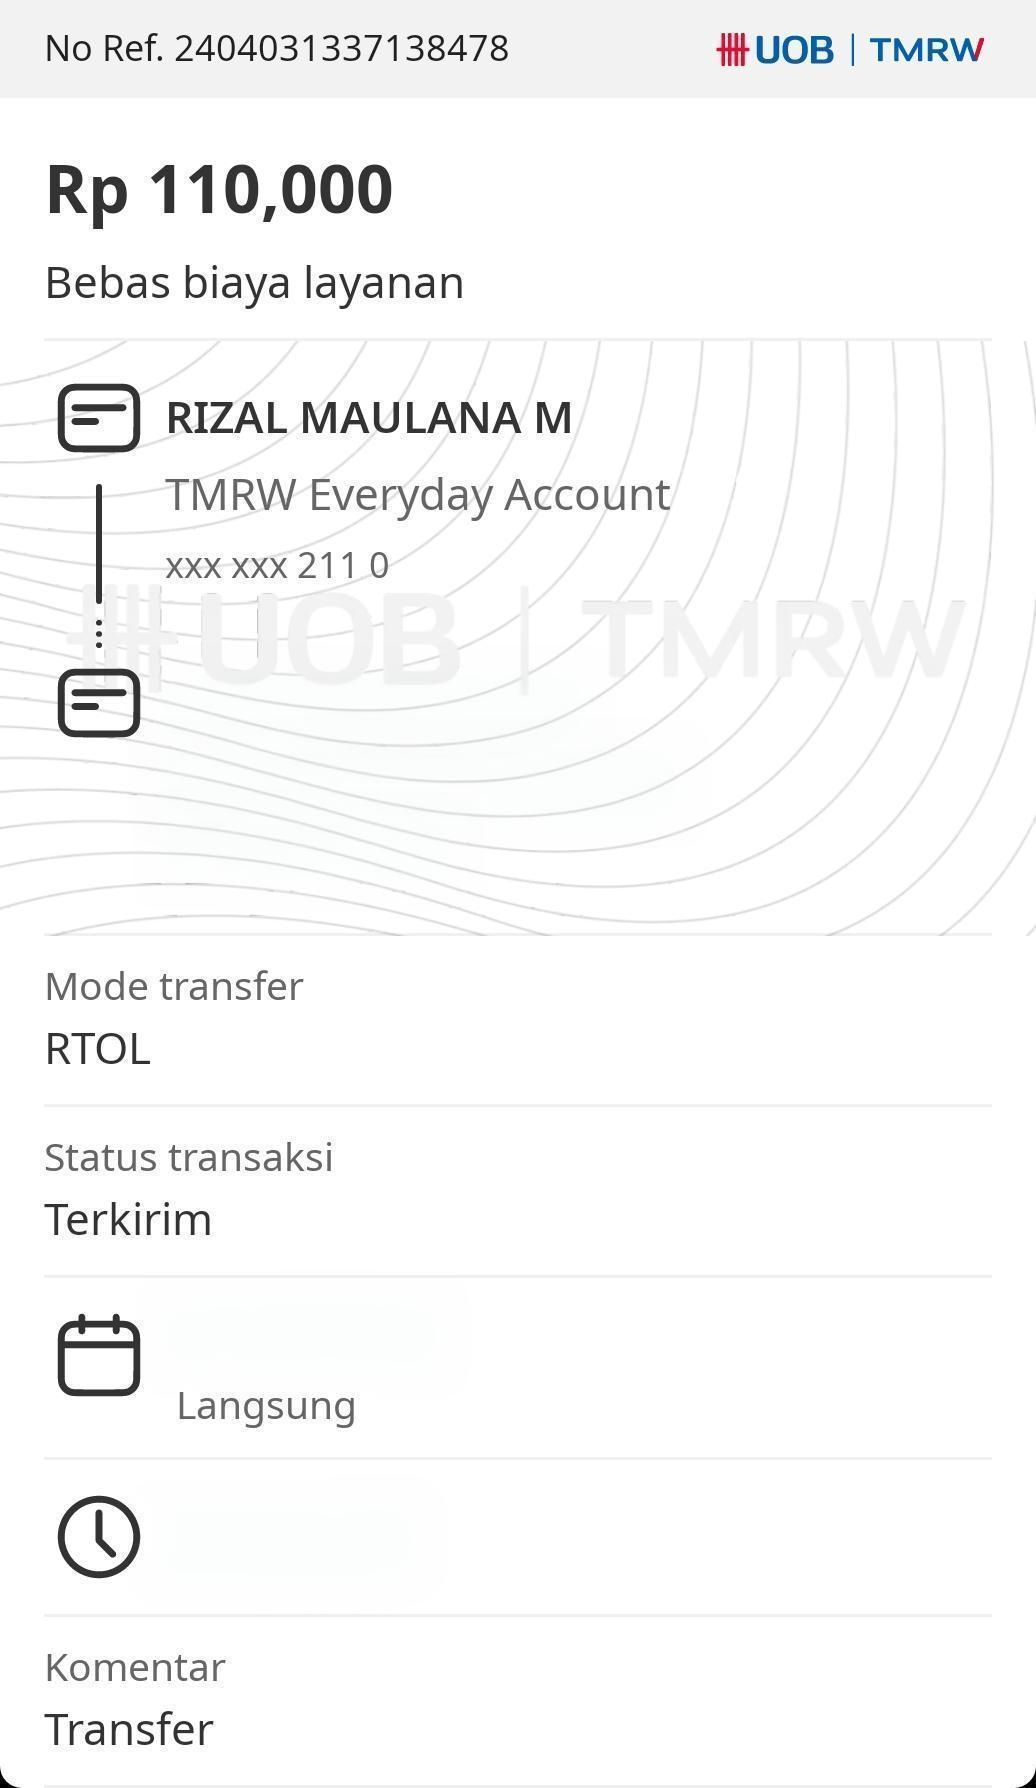 No Ref. 2404031337138478
UOB | TMRW
Rp 110,000
Bebas biaya layanan
RIZAL MAULANA M
TMRW Everyday Account
xxx xxx 211 0
UOB | TMRW
Mode transfer
RTOL
Status transaksi
Terkirim
Langsung
Komentar
Transfer